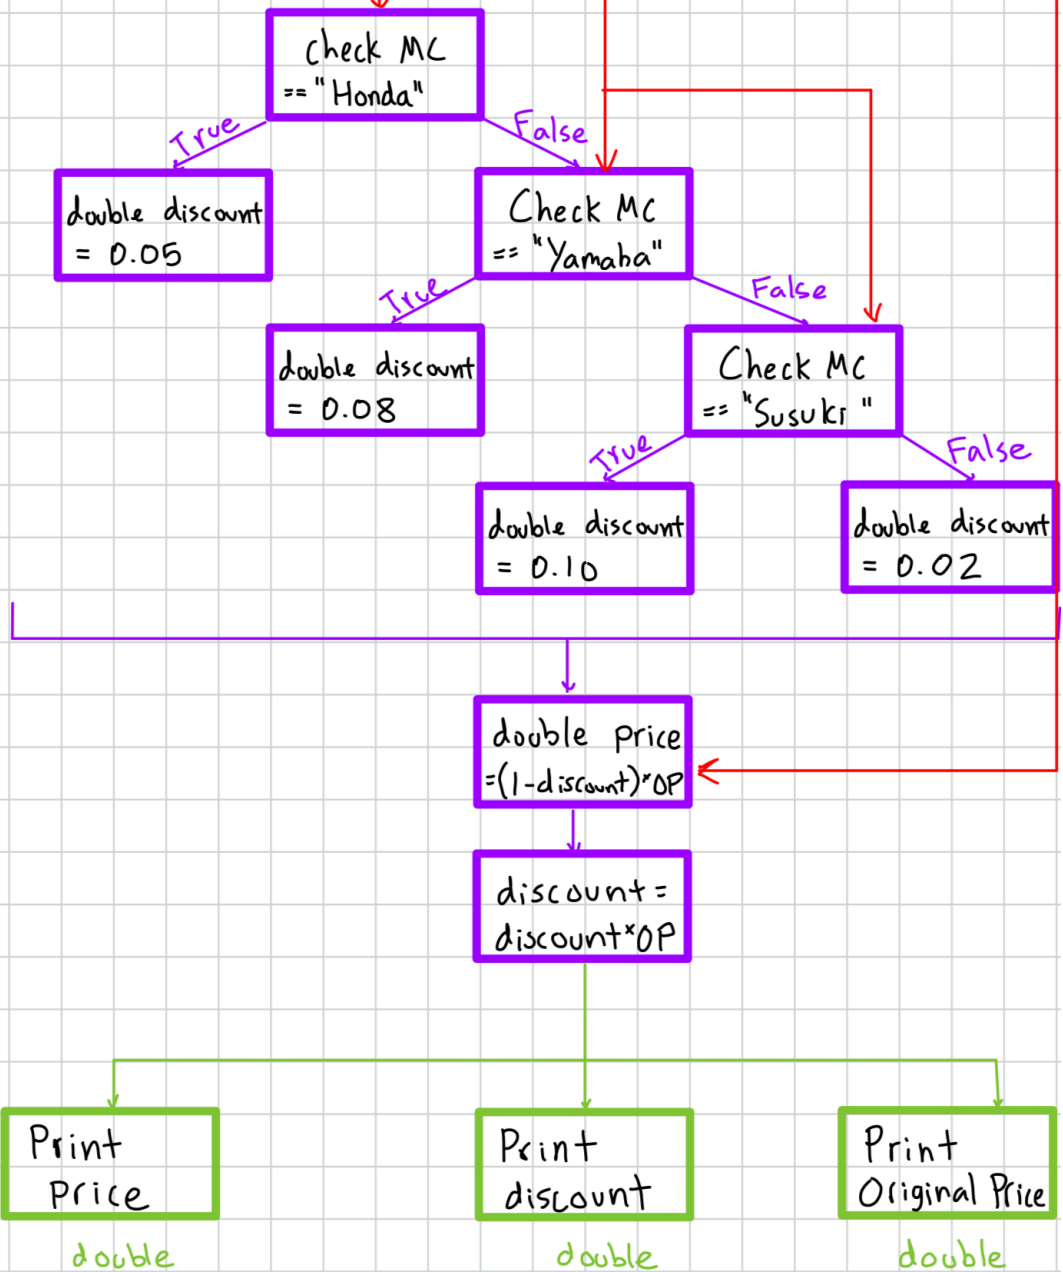 Check MC
== "Honda"
True
False
double discount
= 0.05
Check MC
== "Yamaha"
True
False
double discount
= 0.08
Check MC
== "Susuki"
True
False
double discount
= 0.10
double discount
= 0.02
double price
=(1-discount)*OP
discount =
discount*OP
Print
Price
Print
discount
Print
Original Price
double
double
double